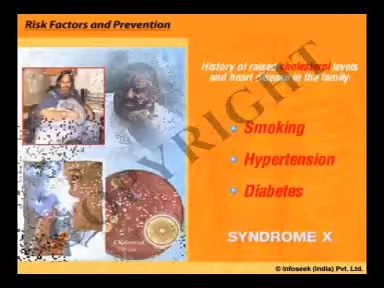 Risk Factors and Prevention
History of raised cholesterol levels
and heart disease in the family
Smoking
Hypertension
Diabetes
SYNDROME X
COPYRIGHT
© Infoseek (India) Pvt. Ltd.